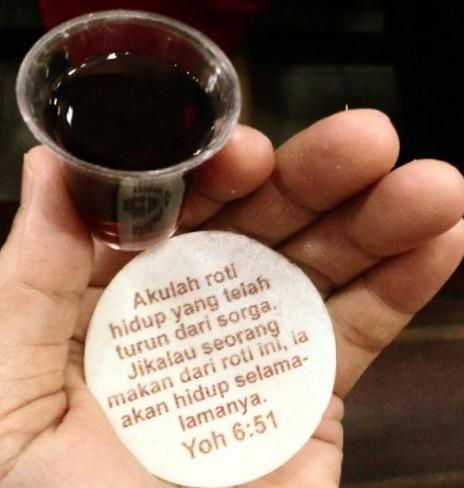 Akulah roti
hidup yang telah
turun dari sorga.
Jikalau seorang
makan dari roti ini, ia
akan hidup selama-
lamanya.
Yoh 6:51